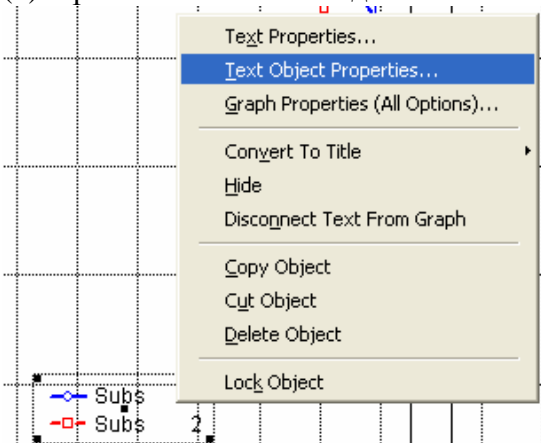 Text Properties...
Text Object Properties...
Graph Properties (All Options)...
Convert To Title
Hide
Disconnect Text From Graph
Copy Object
Cut Object
Delete Object
Lock Object
Subs
Subs 2